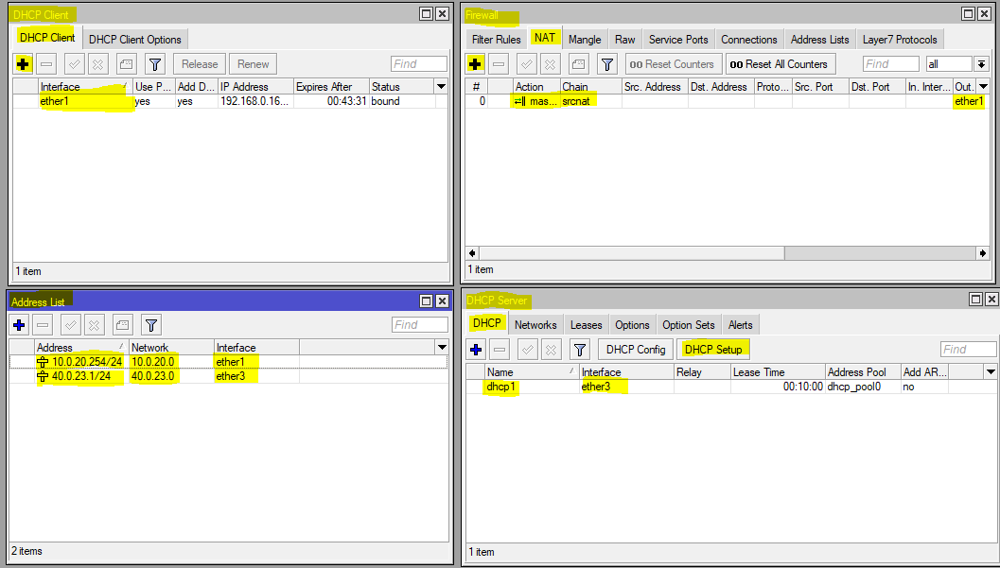 DHCP Client
DHCP Client DHCP Client Options
Release Renew Find
Interface / Use P... Add D... IP Address Expires After Status
ether1 yes yes 192.168.0.16... 00:43:31 bound
1 item
Firewall
Filter Rules NAT Mangle Raw Service Ports Connections Address Lists Layer7 Protocols
00 Reset Counters 00 Reset All Counters Find all
# Action Chain Src. Address Dst. Address Proto... Src. Port Dst. Port In. Inter... Out.
0 mas... srcnat ether1
1 item
Address List
Find
Address / Network Interface
10.0.20.254/24 10.0.20.0 ether1
40.0.23.1/24 40.0.23.0 ether3
2 items
DHCP Server
DHCP Networks Leases Options Option Sets Alerts
DHCP Config DHCP Setup Find
Name / Interface Relay Lease Time Address Pool Add AR...
dhcp1 ether3 00:10:00 dhcp_pool0 no
1 item